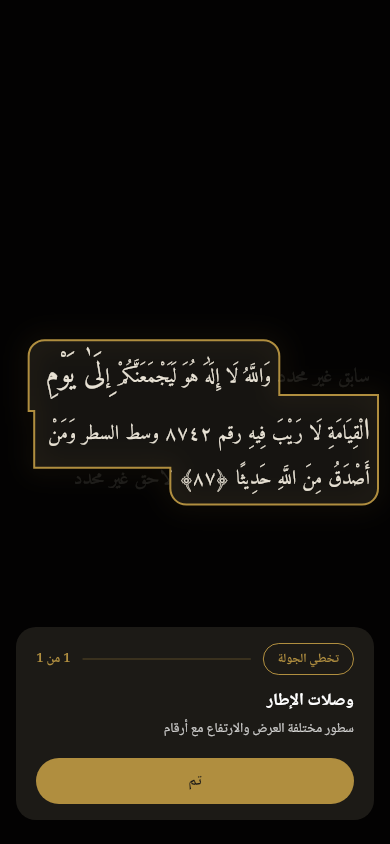 سابق غير محدد وَاللَّهُ لَا إِلَٰهَ هُوَ لَيَجْمَعَنَّكُمْ إِلَىٰ يَوْمِ
الْقِيَامَةِ لَا رَيْبَ فِيهِ رقم ٨٧٤٢ وسط السطر وَمَنْ
أَصْدَقُ مِنَ اللَّهِ حَدِيثًا ﴿٨٧﴾ لاحق غير محدد
تخطي الجولة
1 من 1
وصلات الإطار
سطور مختلفة العرض والارتفاع مع أرقام
تم